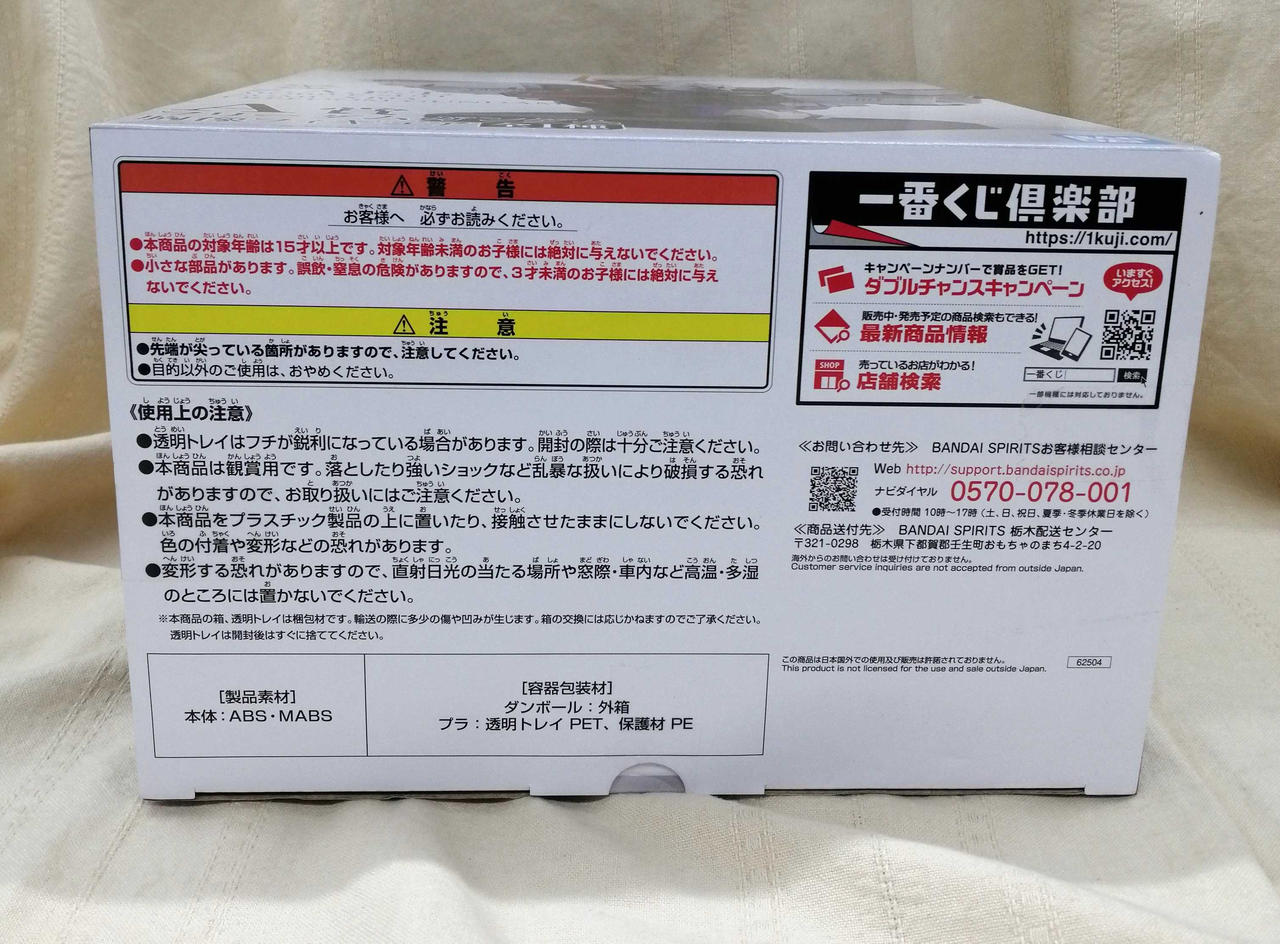 警告
お客様へ 必ずお読みください。
●本商品の対象年齢は15才以上です。対象年齢未満のお子様には絶対に与えないでください。
●小さな部品があります。誤飲・窒息の危険がありますので、3才未満のお子様には絶対に与え
ないでください。
注意
●先端が尖っている箇所がありますので、注意してください。
●目的以外のご使用は、おやめください。
《使用上の注意》
●透明トレイはフチが鋭利になっている場合があります。開封の際は十分ご注意ください。
●本商品は観賞用です。落としたり強いショックなど乱暴な扱いにより破損する恐れ
がありますので、お取り扱いにはご注意ください。
●本商品をプラスチック製品の上に置いたり、接触させたままにしないでください。
色の付着や変形などの恐れがあります。
●変形する恐れがありますので、直射日光の当たる場所や窓際・車内など高温・多湿
のところには置かないでください。
※本商品の箱、透明トレイは梱包材です。輸送の際に多少の傷や凹みが生じます。箱の交換には応じかねますのでご了承ください。
透明トレイは開封後はすぐに捨ててください。
[製品素材]
本体：ABS・MABS
[容器包装材]
ダンボール：外箱
プラ：透明トレイ PET、保護材 PE
一番くじ倶楽部
https://1kuji.com/
キャンペーンナンバーで賞品をGET!
ダブルチャンスキャンペーン
いますぐ
アクセス!
販売中・発売予定の商品検索もできる!
最新商品情報
SHOP
売っているお店がわかる!
店舗検索
一番くじ 検索
一部機種には対応しておりません。
≪お問い合わせ先≫ BANDAI SPIRITSお客様相談センター
Web http://support.bandaispirits.co.jp
ナビダイヤル 0570-078-001
●受付時間 10時〜17時(土、日、祝日、夏季・冬季休業日を除く)
≪商品送付先≫ BANDAI SPIRITS 栃木配送センター
〒321-0298 栃木県下都賀郡壬生町おもちゃのまち4-2-20
海外からのお問い合わせは受け付けておりません。
Customer service inquiries are not accepted from outside Japan.
この商品は日本国外での使用及び販売は許諾されておりません。
This product is not licensed for the use and sale outside Japan.
62504